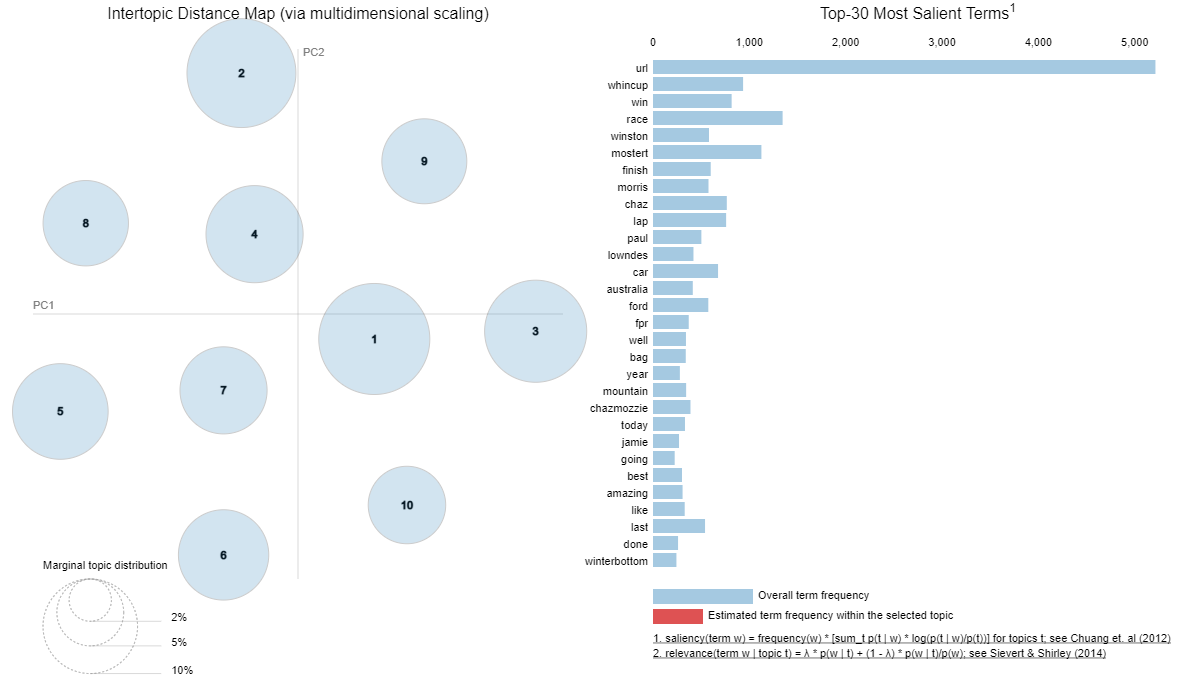 Intertopic Distance Map (via multidimensional scaling)
PC2
2
9
8
4
PC1
1
3
7
5
10
6
Marginal topic distribution
2%
5%
10%
Top-30 Most Salient Terms1
0 1,000 2,000 3,000 4,000 5,000
url
whincup
win
race
winston
mostert
finish
morris
chaz
lap
paul
lowndes
car
australia
ford
fpr
well
bag
year
mountain
chazmozzie
today
jamie
going
best
amazing
like
last
done
winterbottom
Overall term frequency
Estimated term frequency within the selected topic
1. saliency(term w) = frequency(w) * [sum_t p(t | w) * log(p(t | w)/p(t))] for topics t; see Chuang et. al (2012)
2. relevance(term w | topic t) = λ * p(w | t) + (1 - λ) * p(w | t)/p(w); see Sievert & Shirley (2014)